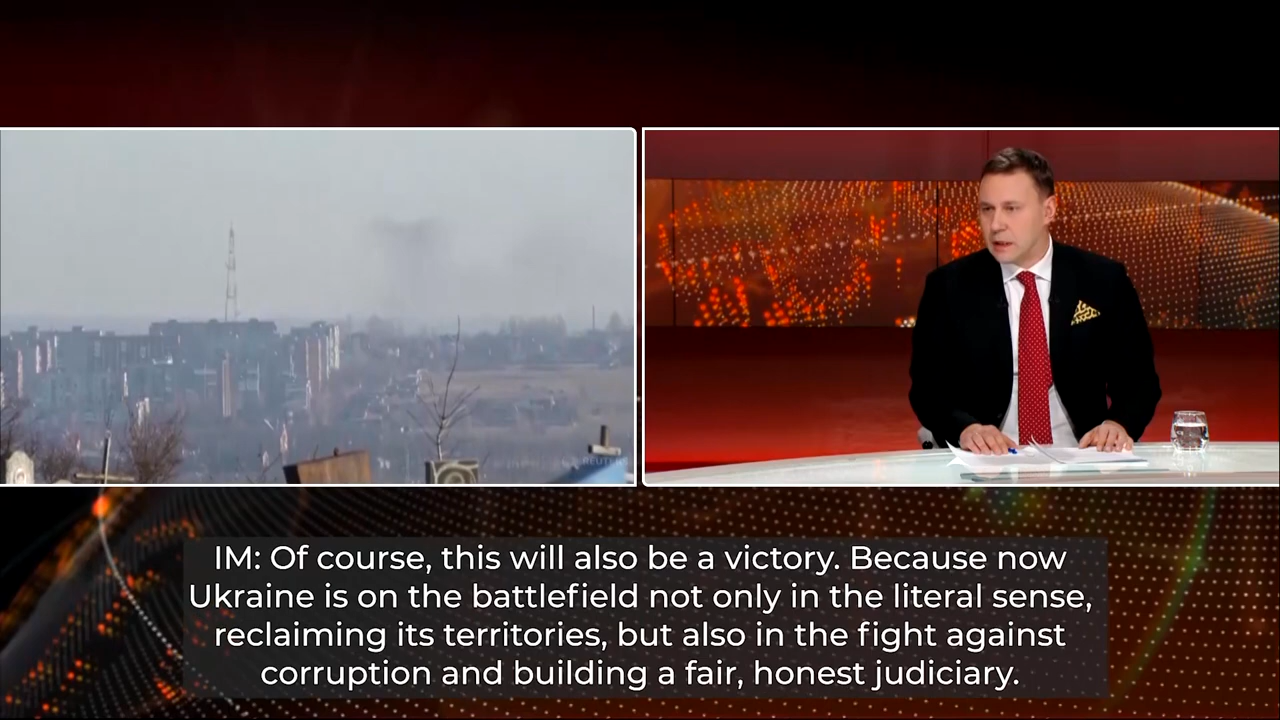 REUTERS
IM: Of course, this will also be a victory. Because now
Ukraine is on the battlefield not only in the literal sense,
reclaiming its territories, but also in the fight against
corruption and building a fair, honest judiciary.